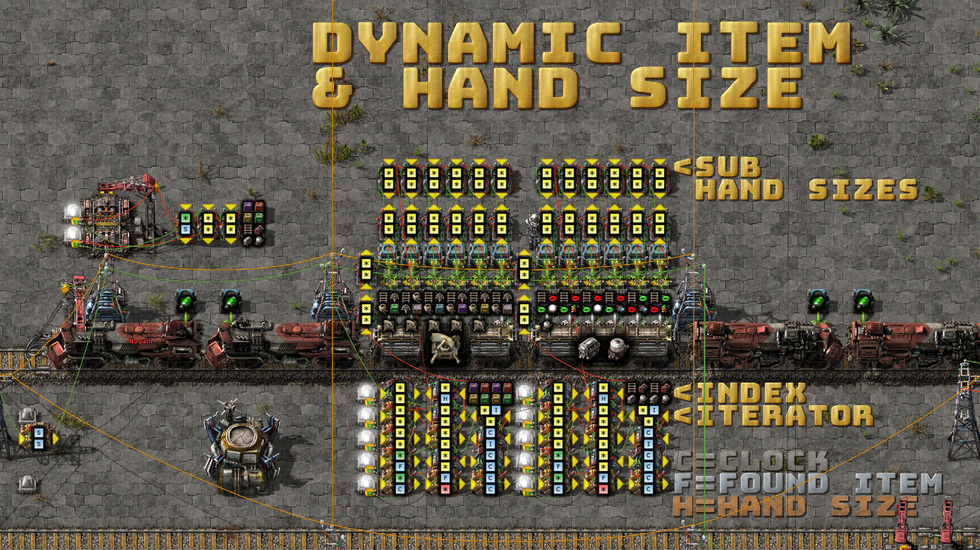 DYNAMIC ITEM
& HAND SIZE
<SUB
HAND SIZES
<INDEX
<ITERATOR
C=CLOCK
F=FOUND ITEM
H=HAND SIZE